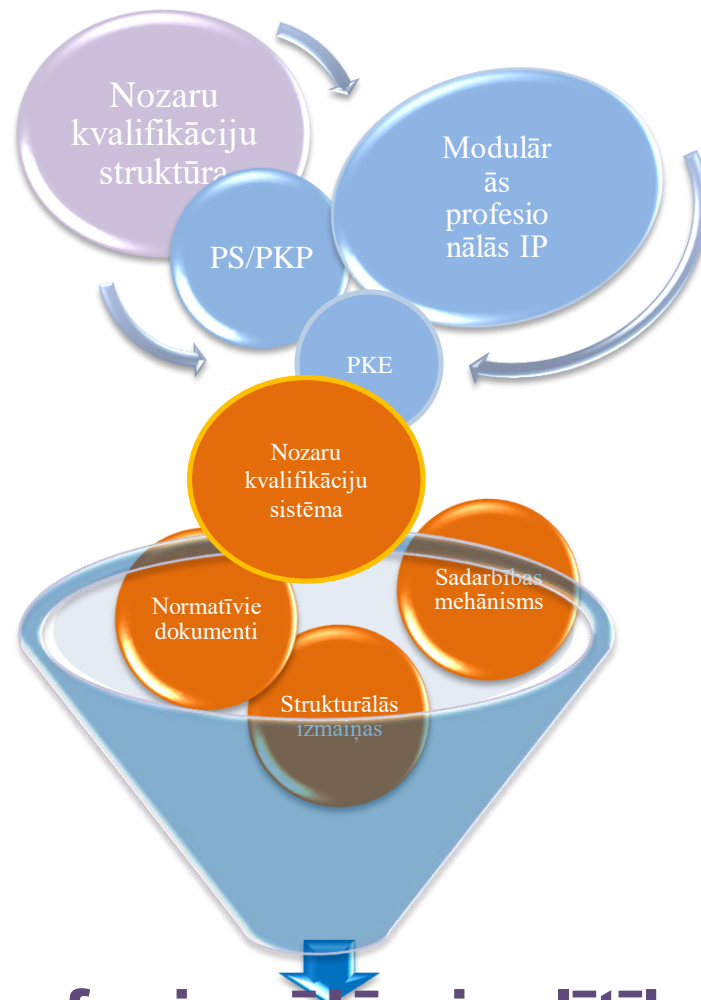 Nozaru
kvalifikāciju
struktūra
Modulār
ās
profesio
nālās IP
PS/PKP
PKE
Nozaru
kvalifikāciju
sistēma
Sadarbības
mehānisms
Normatīvie
dokumenti
Strukturālās
izmaiņas